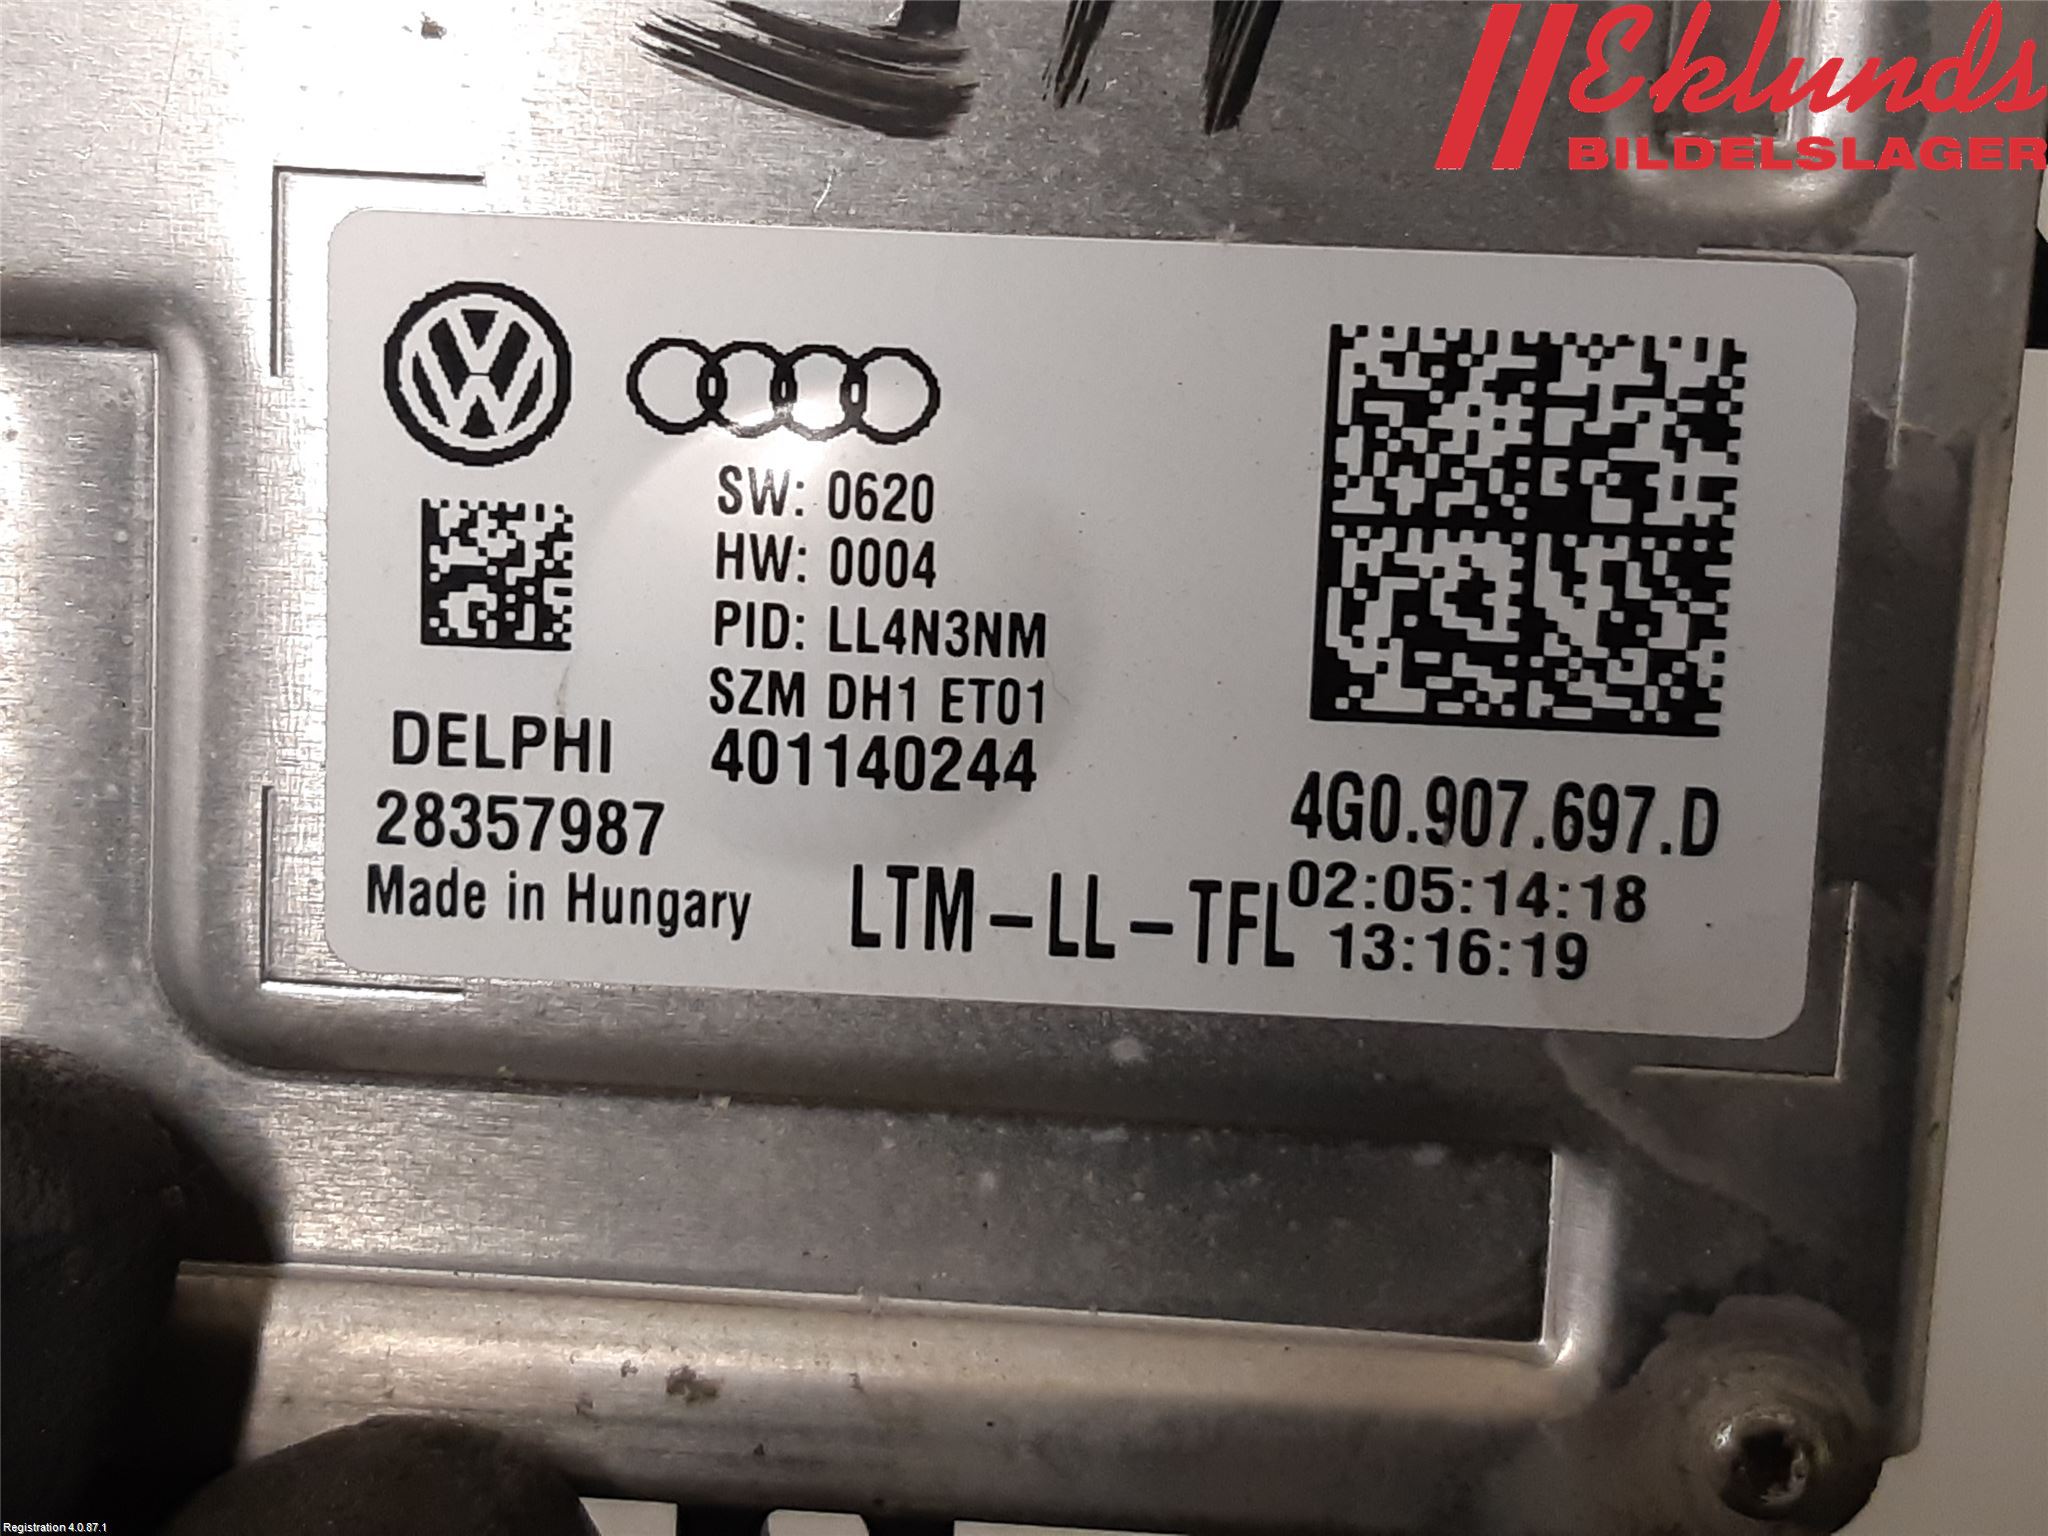 Eklunds
BILDELSLAGER
SW: 0620
HW: 0004
PID: LL4N3NM
SZM DH1 ET01
401140244
DELPHI
28357987
Made in Hungary
LTM-LL-TFL
4G0.907.697.D
02:05:14:18
13:16:19
Registration 4.0.87.1